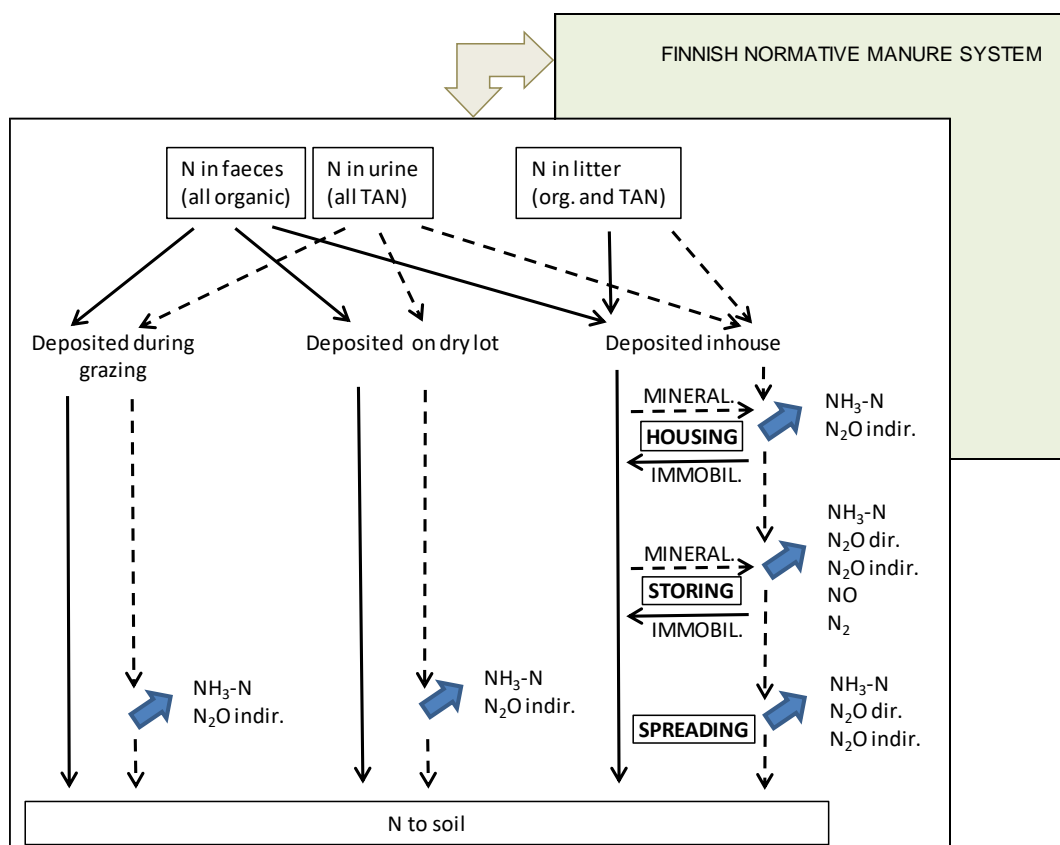 FINNISH NORMATIVE MANURE SYSTEM
N in faeces
(all organic)
N in urine
(all TAN)
N in litter
(org. and TAN)
Deposited during
grazing
Deposited on dry lot
Deposited inhouse
MINERAL.
HOUSING
IMMOBIL.
NH₃-N
N₂O indir.
MINERAL.
STORING
IMMOBIL.
NH₃-N
N₂O dir.
N₂O indir.
NO
N₂
NH₃-N
N₂O indir.
NH₃-N
N₂O indir.
SPREADING
NH₃-N
N₂O dir.
N₂O indir.
N to soil